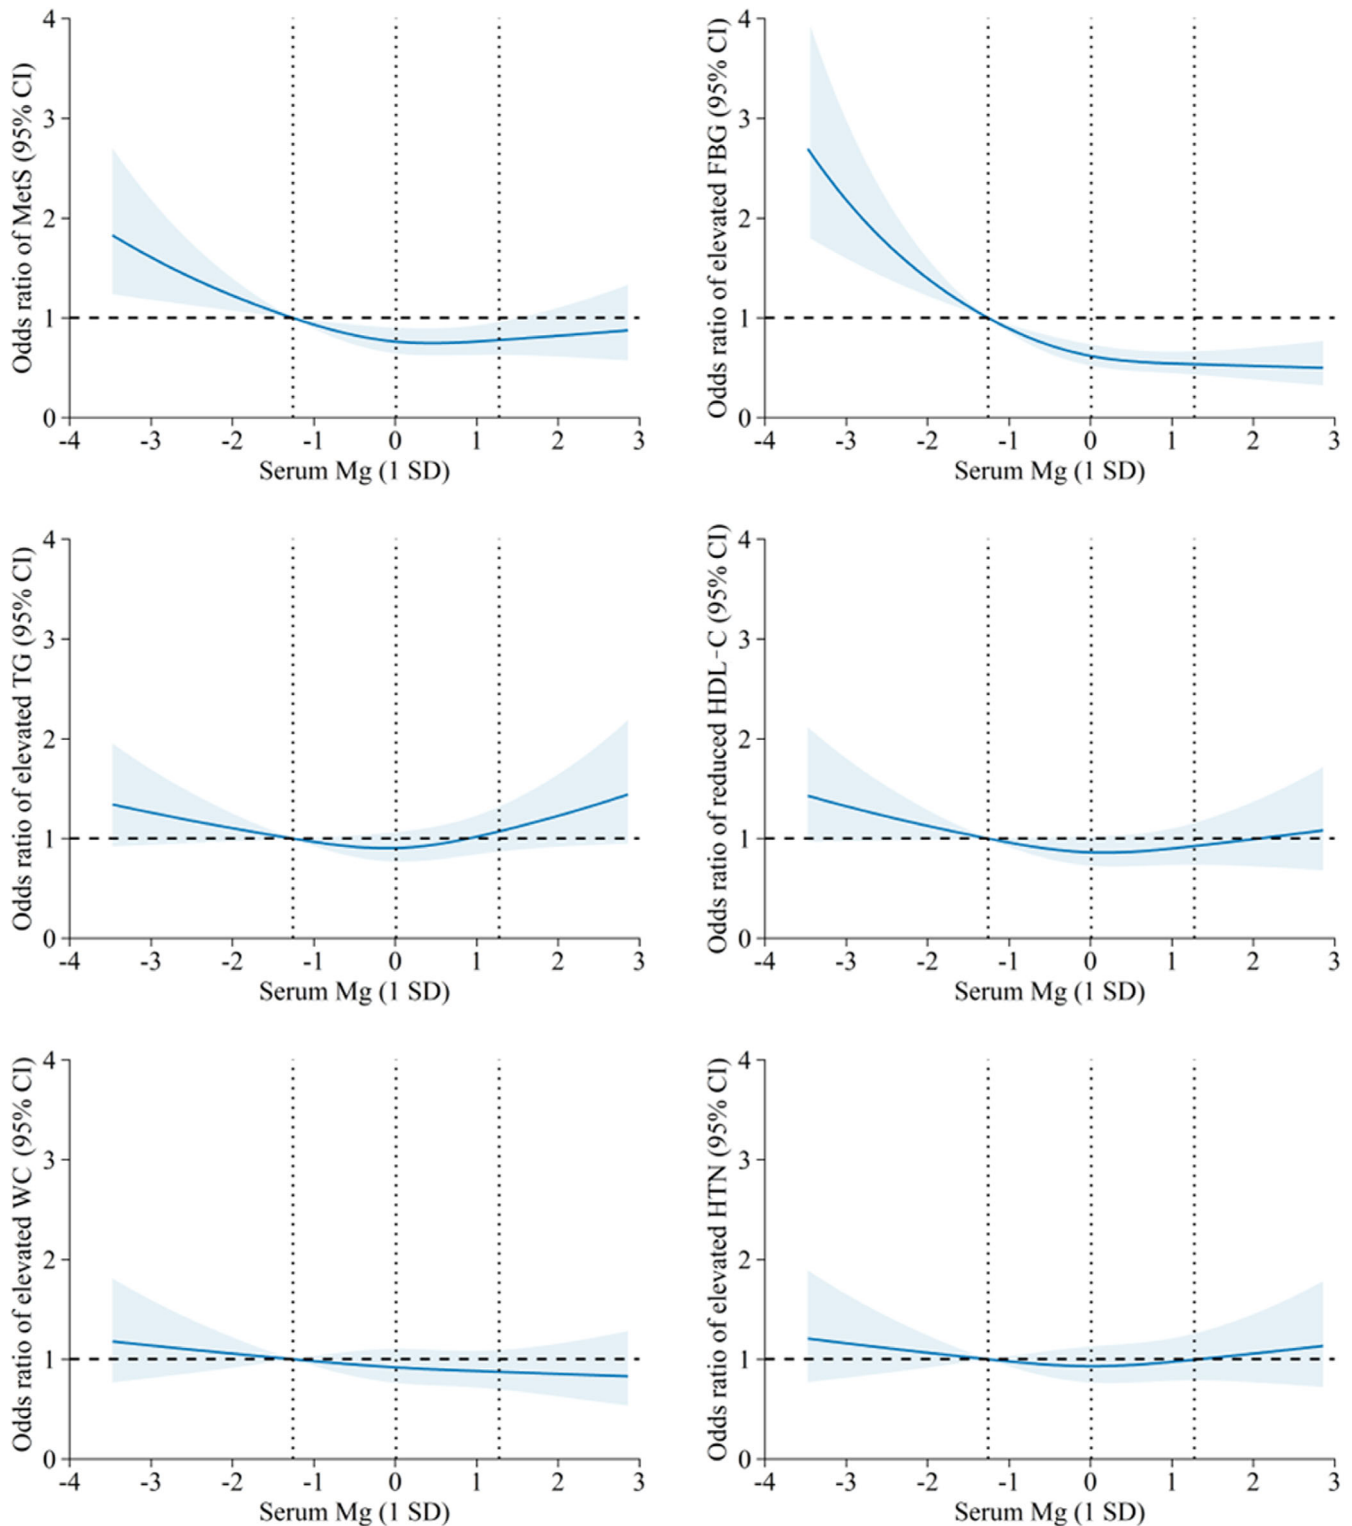 Odds ratio of MetS (95% CI)
4
3
2
1
0
-4 -3 -2 -1 0 1 2 3
Serum Mg (1 SD)
Odds ratio of elevated FBG (95% CI)
4
3
2
1
0
-4 -3 -2 -1 0 1 2 3
Serum Mg (1 SD)
Odds ratio of elevated TG (95% CI)
4
3
2
1
0
-4 -3 -2 -1 0 1 2 3
Serum Mg (1 SD)
Odds ratio of reduced HDL-C (95% CI)
4
3
2
1
0
-4 -3 -2 -1 0 1 2 3
Serum Mg (1 SD)
Odds ratio of elevated WC (95% CI)
4
3
2
1
0
-4 -3 -2 -1 0 1 2 3
Serum Mg (1 SD)
Odds ratio of elevated HTN (95% CI)
4
3
2
1
0
-4 -3 -2 -1 0 1 2 3
Serum Mg (1 SD)